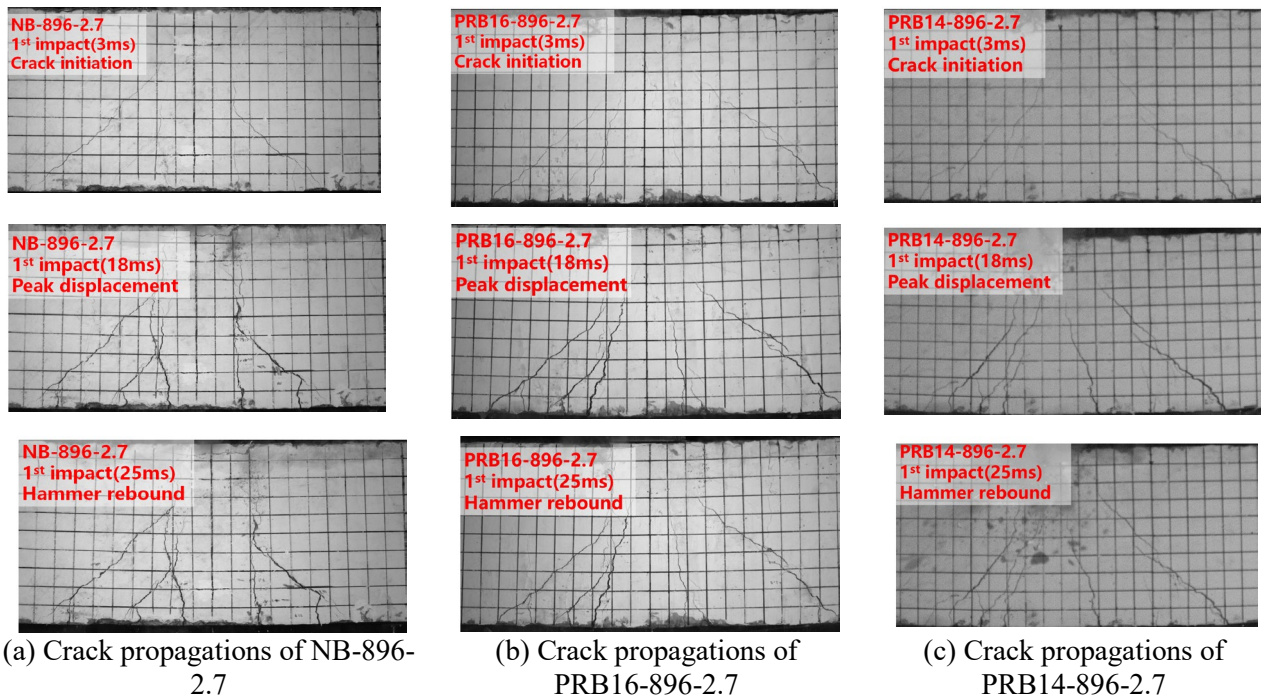 NB-896-2.7
1st impact(3ms)
Crack initiation
PRB16-896-2.7
1st impact(3ms)
Crack initiation
PRB14-896-2.7
1st impact(3ms)
Crack initiation
NB-896-2.7
1st impact(18ms)
Peak displacement
PRB16-896-2.7
1st impact(18ms)
Peak displacement
PRB14-896-2.7
1st impact(18ms)
Peak displacement
NB-896-2.7
1st impact(25ms)
Hammer rebound
PRB16-896-2.7
1st impact(25ms)
Hammer rebound
PRB14-896-2.7
1st impact(25ms)
Hammer rebound
(a) Crack propagations of NB-896-
2.7
(b) Crack propagations of
PRB16-896-2.7
(c) Crack propagations of
PRB14-896-2.7